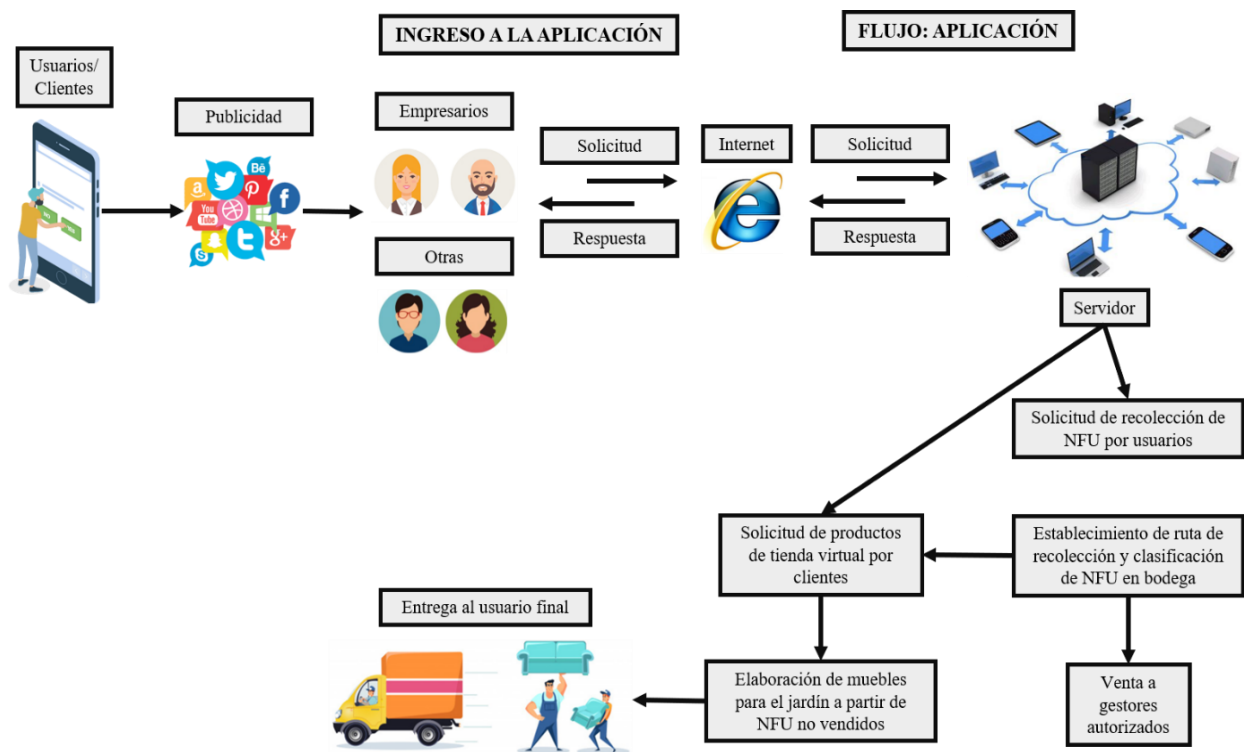 INGRESO A LA APLICACIÓN
FLUJO: APLICACIÓN
Usuarios/
Clientes
Publicidad
Empresarios
Solicitud
Internet
Solicitud
Bē
You
Tube
g+
Respuesta
Respuesta
Otras
Servidor
Solicitud de recolección de
NFU por usuarios
Solicitud de productos
de tienda virtual por
clientes
Establecimiento de ruta de
recolección y clasificación
de NFU en bodega
Entrega al usuario final
Elaboración de muebles
para el jardín a partir de
NFU no vendidos
Venta a
gestores
autorizados